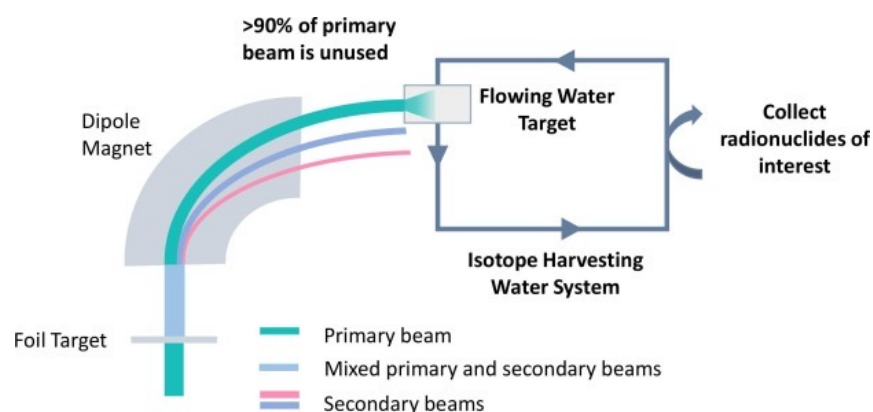 >90% of primary
beam is unused
Dipole
Magnet
Flowing Water
Target
Collect
radionuclides of
interest
Isotope Harvesting
Water System
Foil Target
Primary beam
Mixed primary and secondary beams
Secondary beams